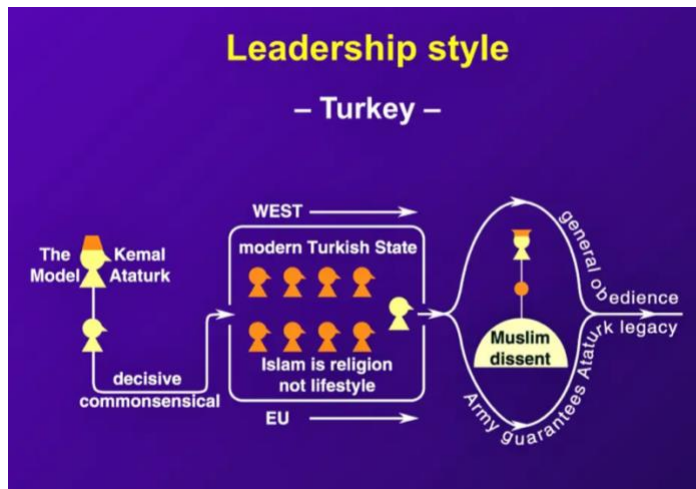 Leadership style
– Turkey –
The Model
Kemal Ataturk
decisive
commonsensical
WEST
modern Turkish State
Islam is religion
not lifestyle
EU
Muslim
dissent
general obedience
Army guarantees Ataturk legacy